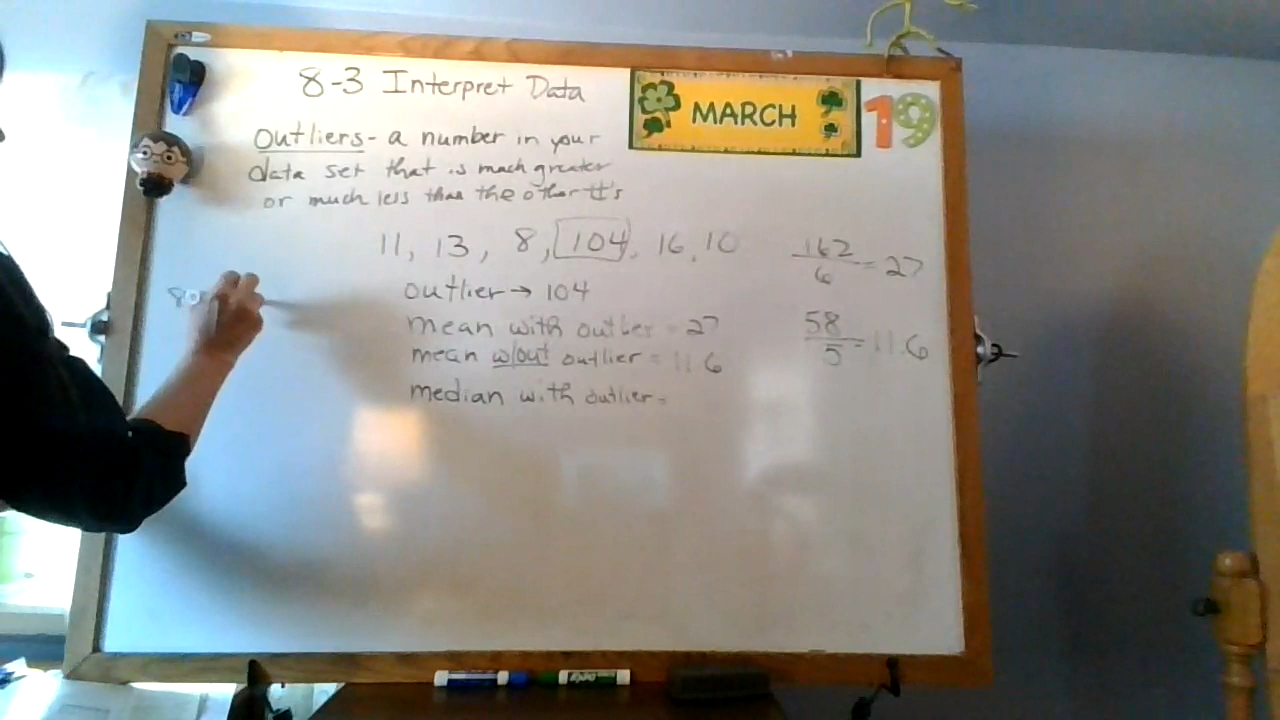 8-3 Interpret Data
MARCH
19
Outliers - a number in your
data set that is much greater
or much less than the other #'s
11, 13, 8, 104, 16, 10
162
6
= 27
outlier → 104
mean with outlier = 27
58
5
= 11.6
mean w/out outlier = 11.6
median with outlier =
8